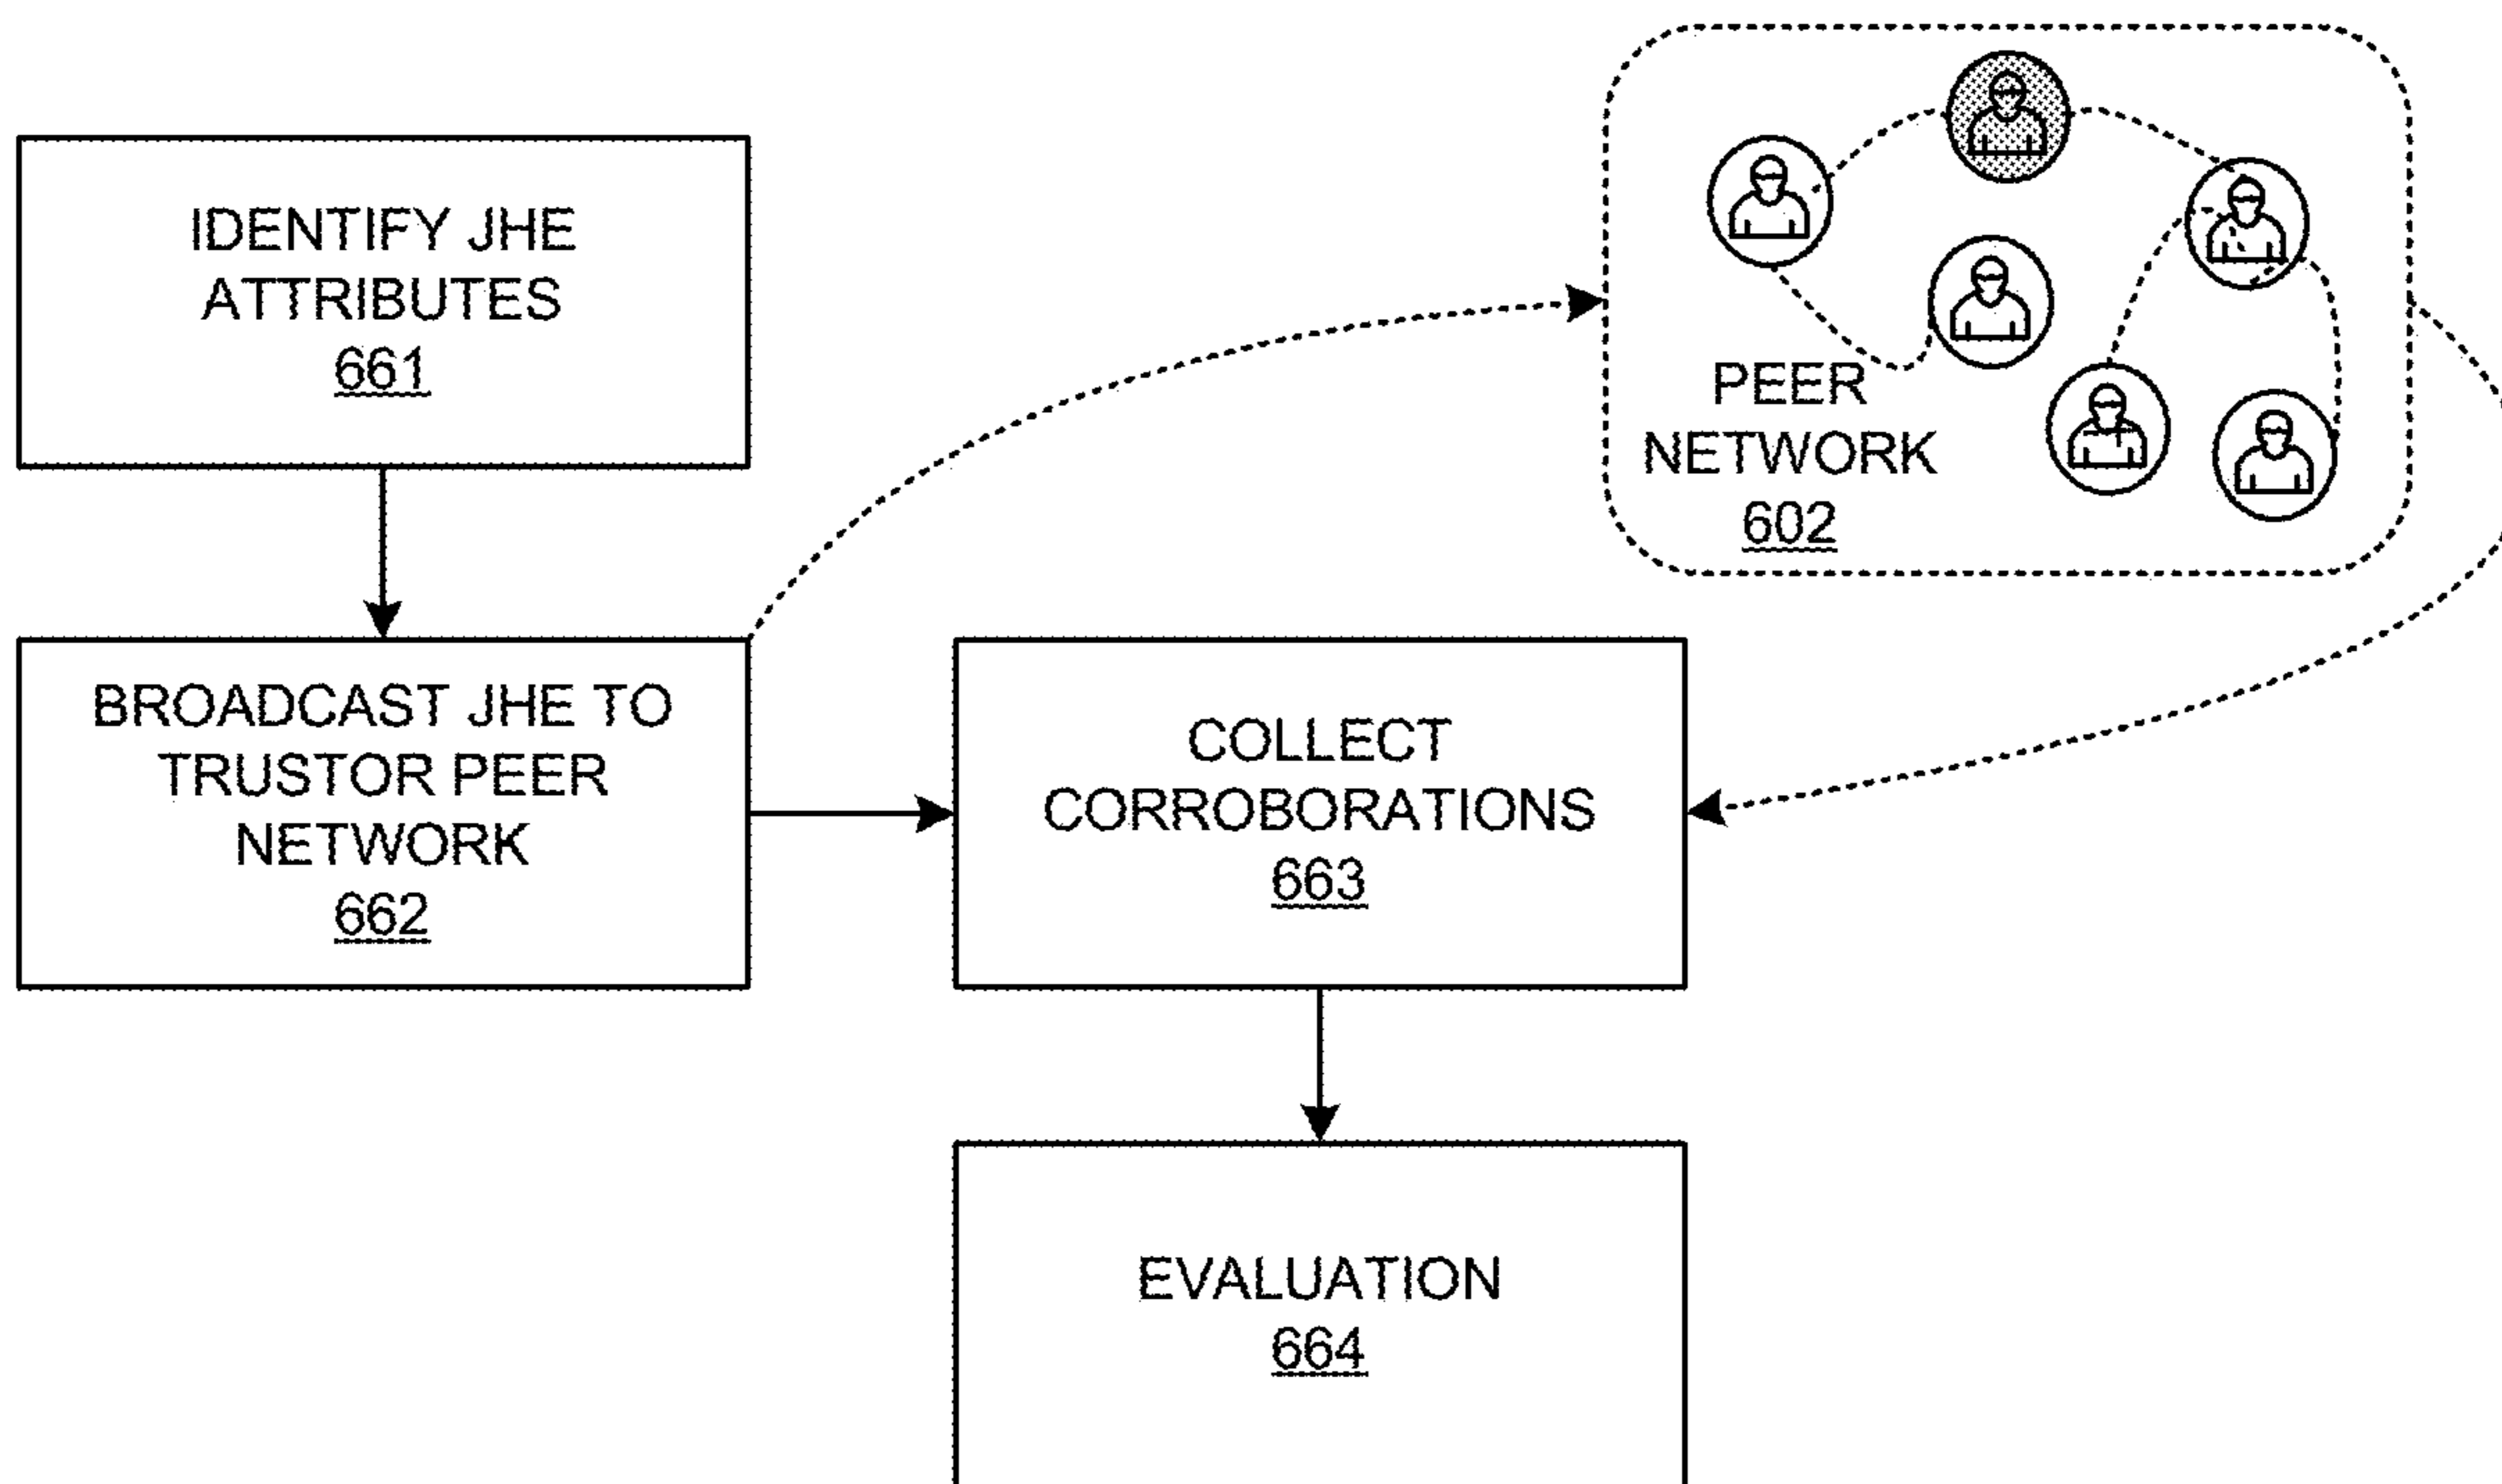 IDENTIFY JHE
ATTRIBUTES
661
PEER
NETWORK
602
BROADCAST JHE TO
TRUSTOR PEER
NETWORK
662
COLLECT
CORROBORATIONS
663
EVALUATION
664